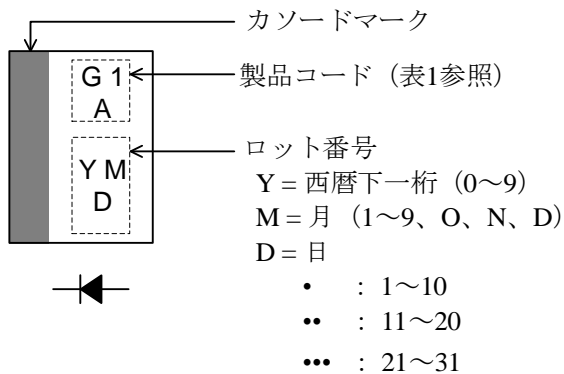 カソードマーク
G 1
A
製品コード（表1参照）
Y M
D
ロット番号
Y = 西暦下一桁（0～9）
M = 月（1～9、O、N、D）
D = 日
• : 1～10
•• : 11～20
••• : 21～31